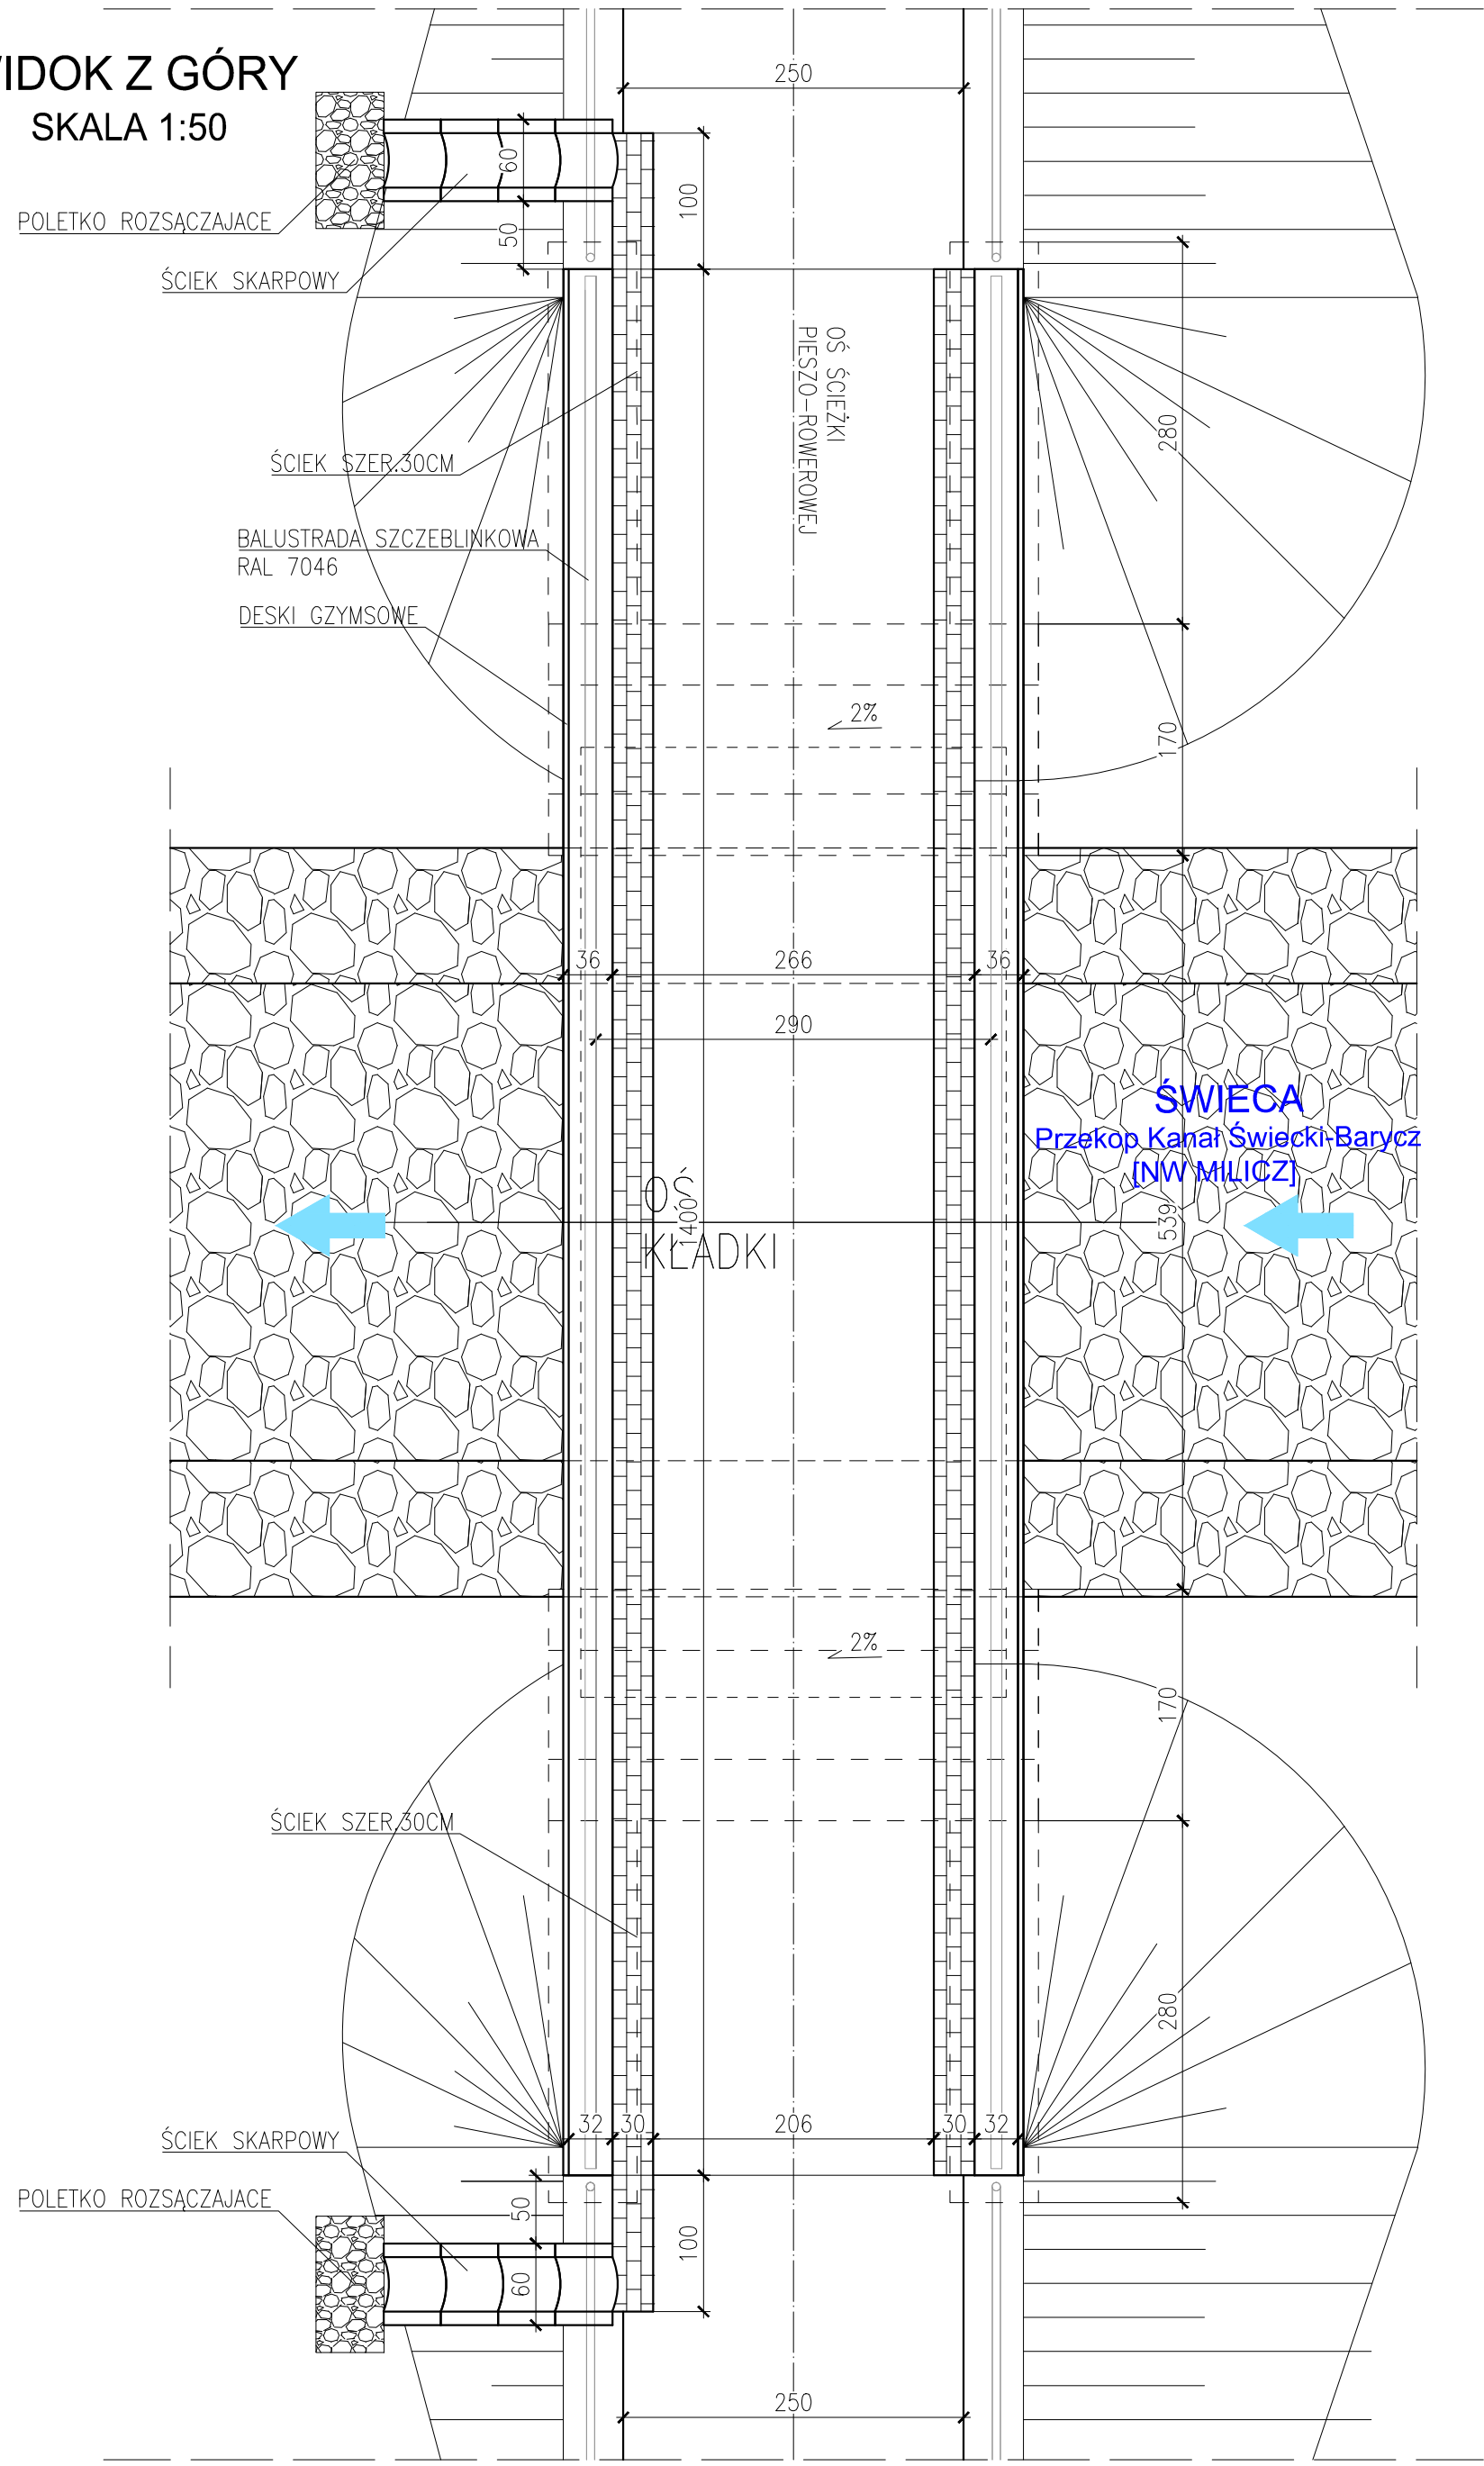 WIDOK Z GÓRY
SKALA 1:50
250
60
100
50
POLETKO ROZSĄCZAJACE
ŚCIEK SKARPOWY
OŚ ŚCIEŻKI
PIESZO-ROWEROWEJ
280
ŚCIEK SZER.30CM
BALUSTRADA SZCZEBLINKOWA
RAL 7046
DESKI GZYMSOWE
2%
170
36
266
36
290
ŚWIECA
Przekop Kanał Świecki-Barycz
[NW MILICZ]
OŚ
KŁADKI
1400
539
2%
170
ŚCIEK SZER.30CM
280
32
30
206
30
32
ŚCIEK SKARPOWY
POLETKO ROZSĄCZAJACE
50
100
60
250